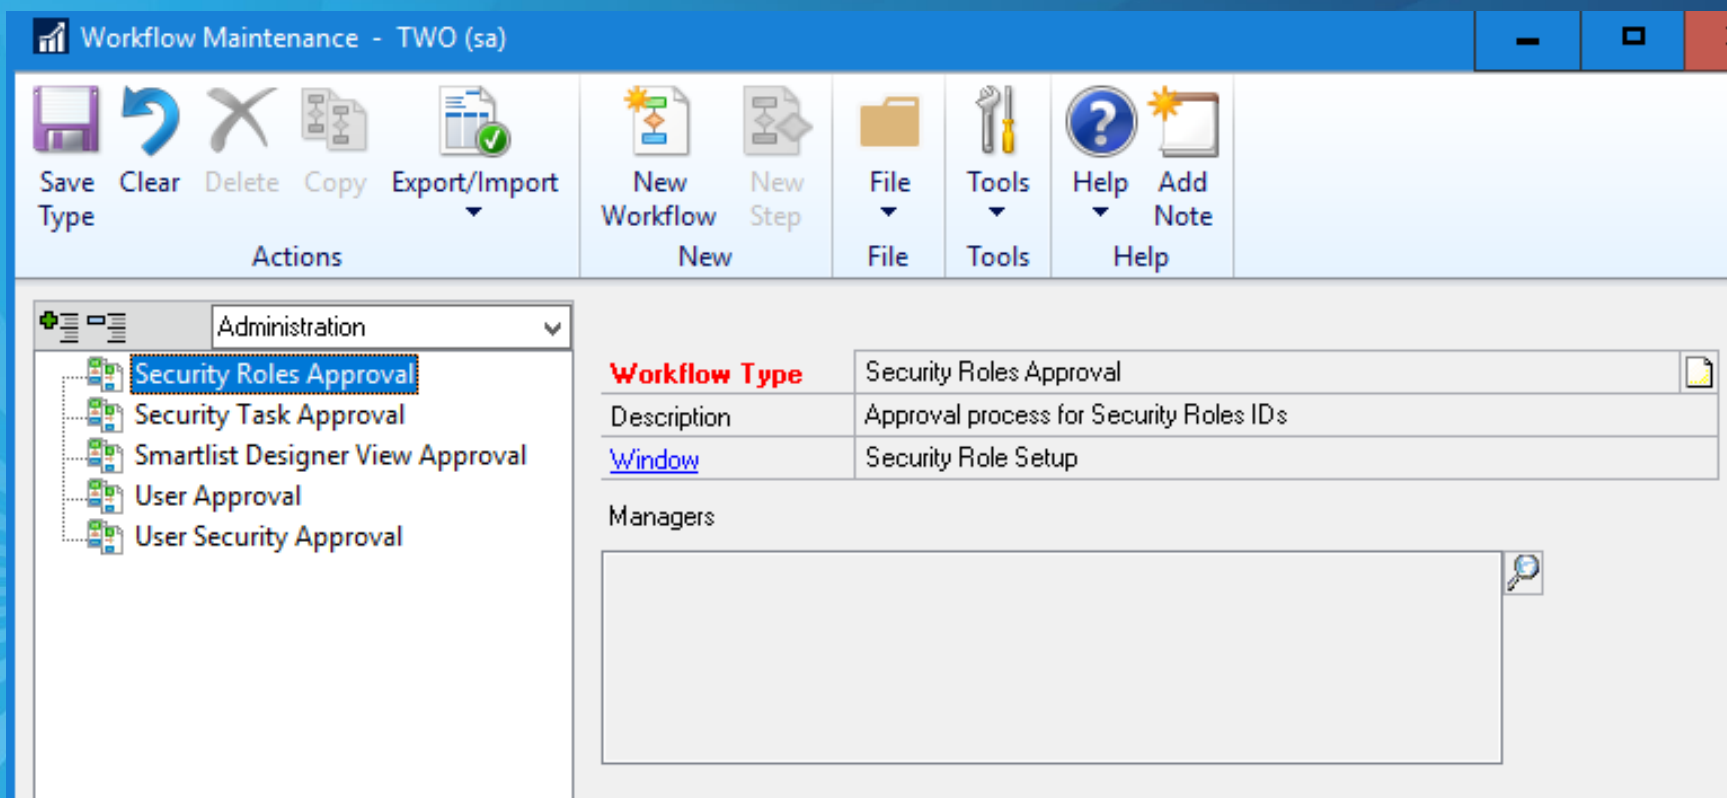 Workflow Maintenance - TWO (sa)
Save Type
Clear
Delete
Copy
Export/Import
Actions
New Workflow
New Step
New
File
File
Tools
Tools
Help
Add Note
Help
Administration
Security Roles Approval
Security Task Approval
Smartlist Designer View Approval
User Approval
User Security Approval
Workflow Type Security Roles Approval
Description Approval process for Security Roles IDs
Window Security Role Setup
Managers